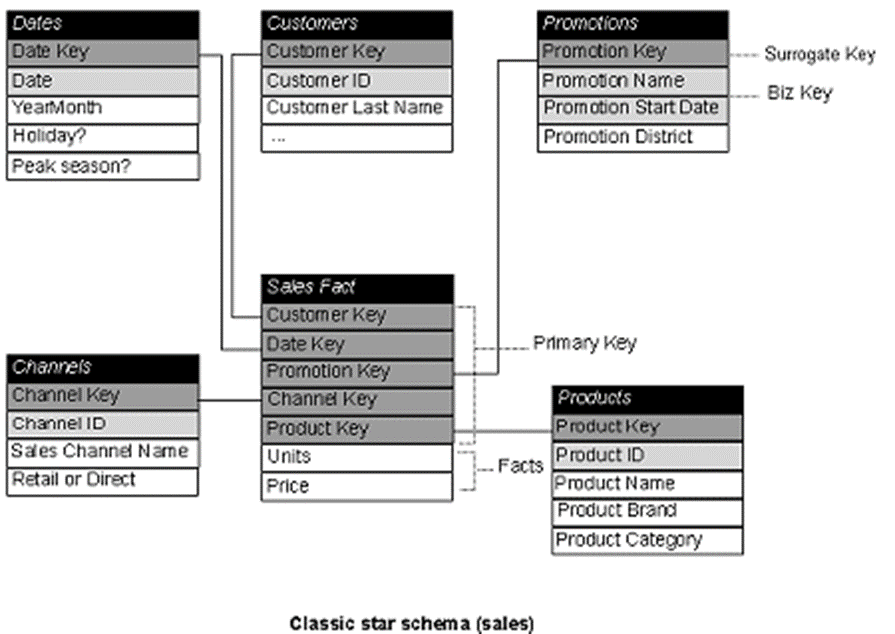 Dates
Date Key
Date
YearMonth
Holiday?
Peak season?
Customers
Customer Key
Customer ID
Customer Last Name
...
Promotions
Promotion Key
Promotion Name
Promotion Start Date
Promotion District
Surrogate Key
Biz Key
Sales Fact
Customer Key
Date Key
Promotion Key
Channel Key
Product Key
Units
Price
Primary Key
Facts
Channels
Channel Key
Channel ID
Sales Channel Name
Retail or Direct
Products
Product Key
Product ID
Product Name
Product Brand
Product Category
Classic star schema (sales)